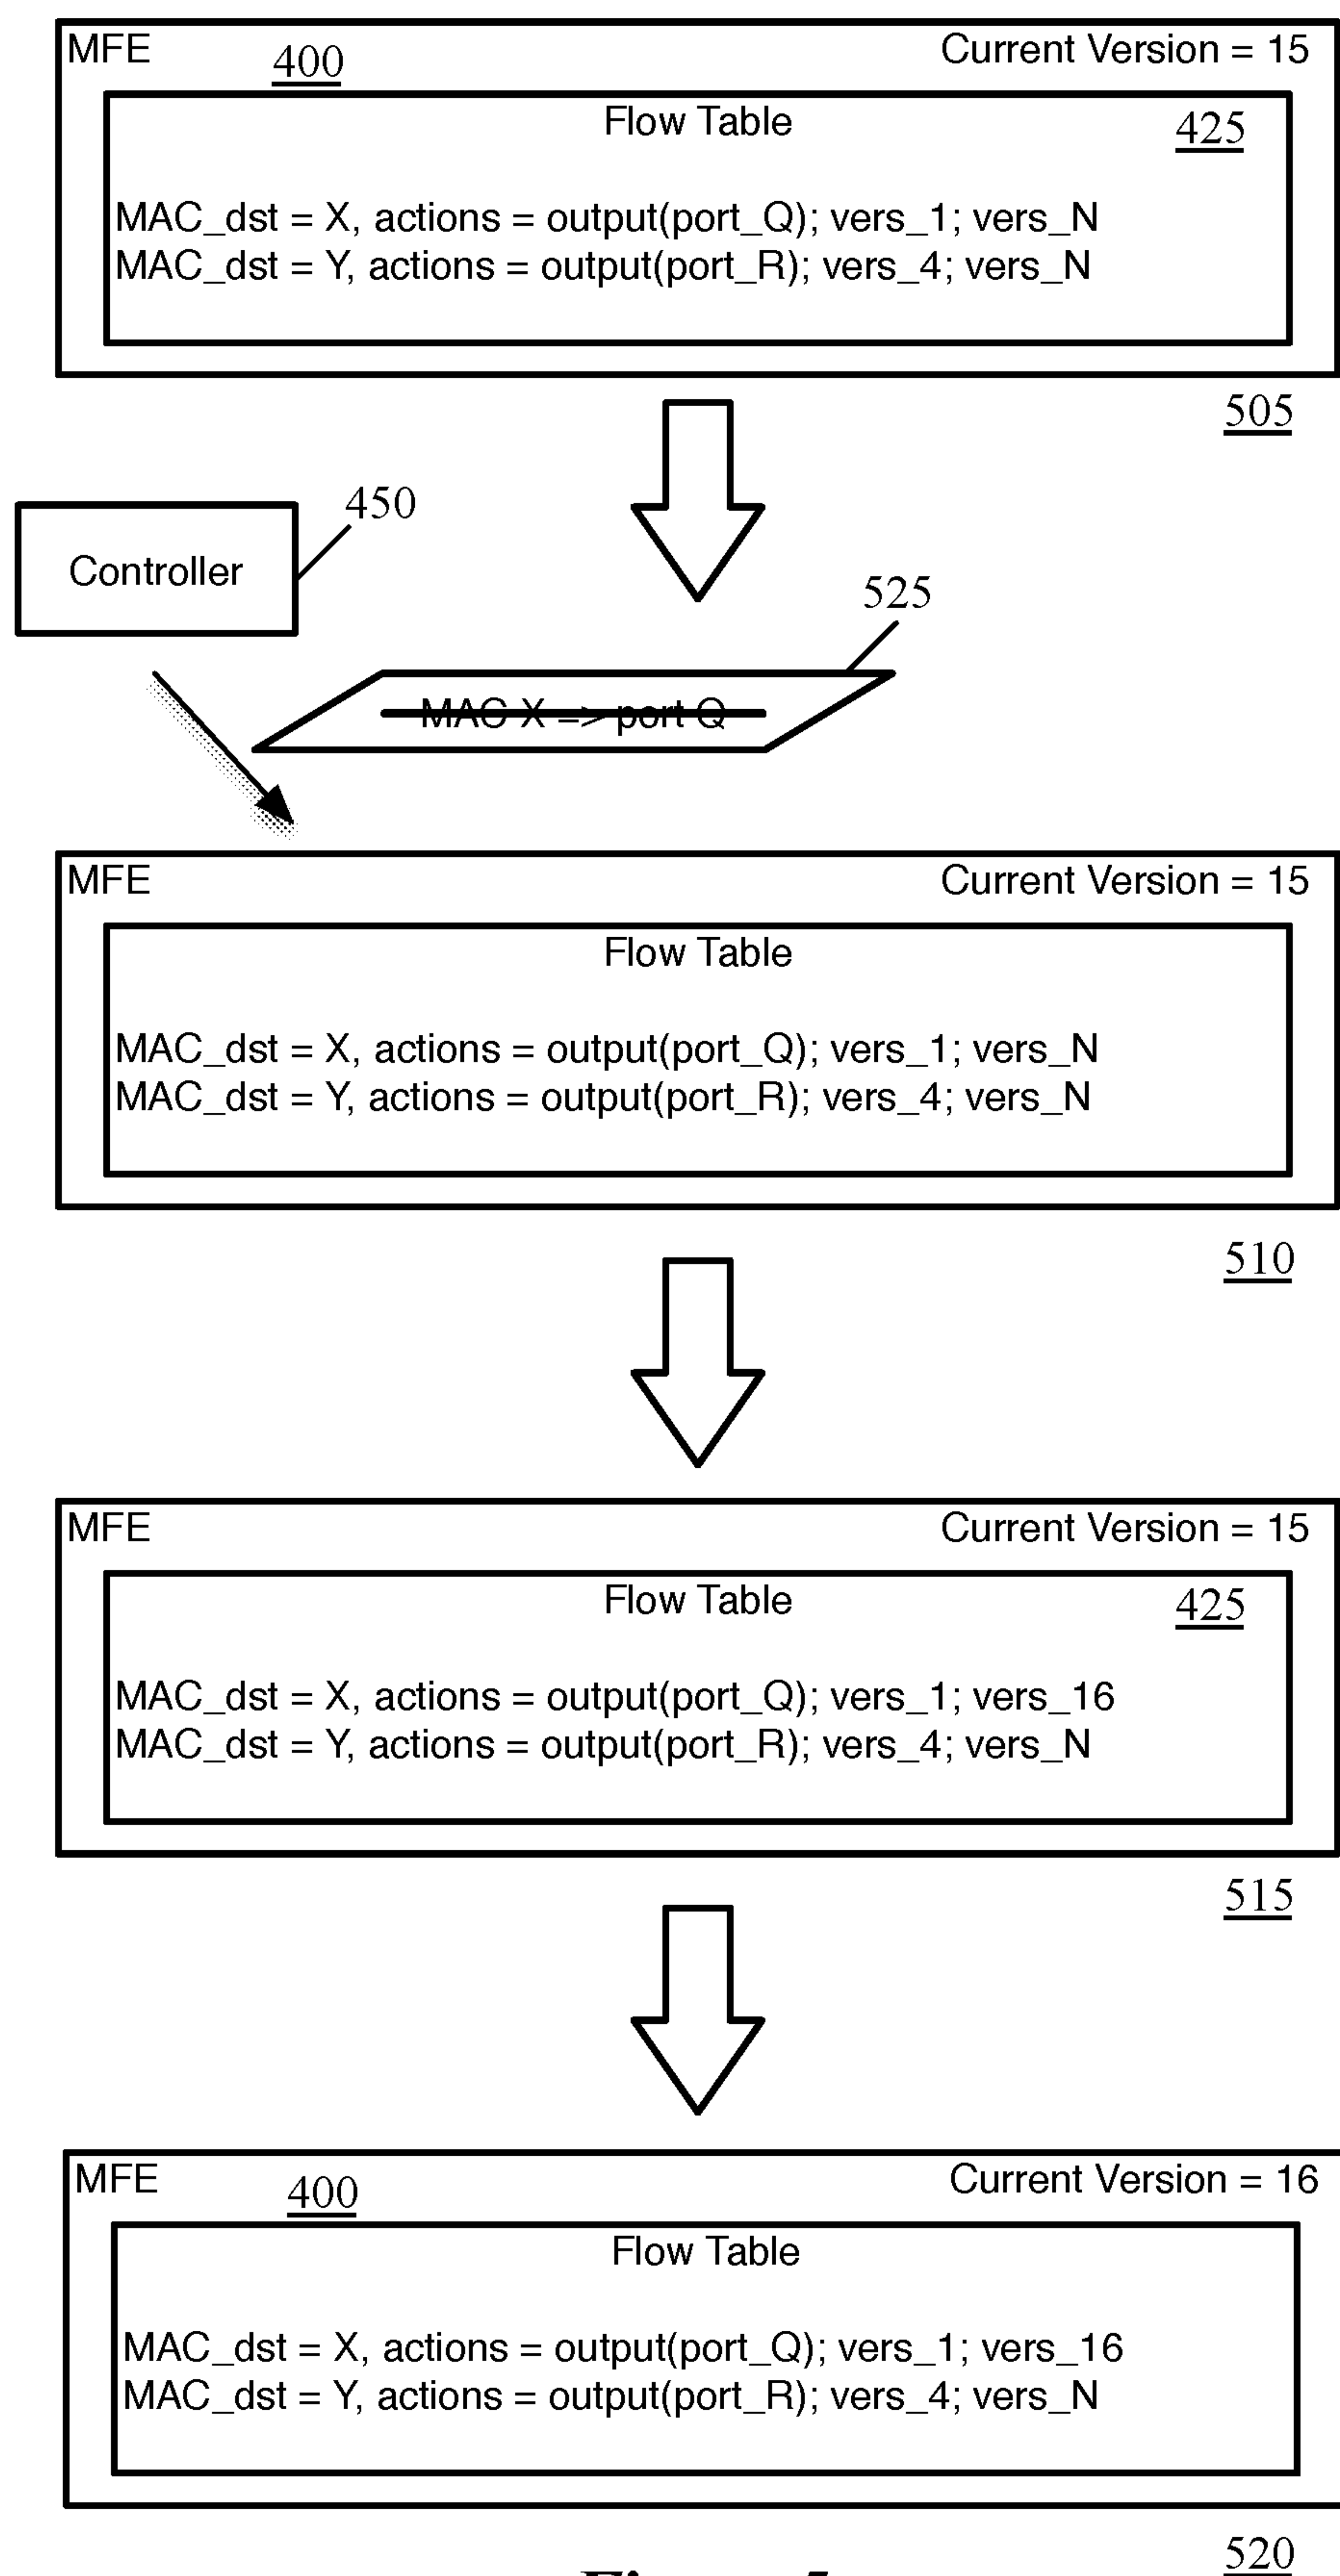 MFE 400 Current Version = 15
Flow Table 425
MAC_dst = X, actions = output(port_Q); vers_1; vers_N
MAC_dst = Y, actions = output(port_R); vers_4; vers_N
505
Controller 450
525
MAC X => port Q
MFE Current Version = 15
Flow Table
MAC_dst = X, actions = output(port_Q); vers_1; vers_N
MAC_dst = Y, actions = output(port_R); vers_4; vers_N
510
MFE Current Version = 15
Flow Table 425
MAC_dst = X, actions = output(port_Q); vers_1; vers_16
MAC_dst = Y, actions = output(port_R); vers_4; vers_N
515
MFE 400 Current Version = 16
Flow Table
MAC_dst = X, actions = output(port_Q); vers_1; vers_16
MAC_dst = Y, actions = output(port_R); vers_4; vers_N
520